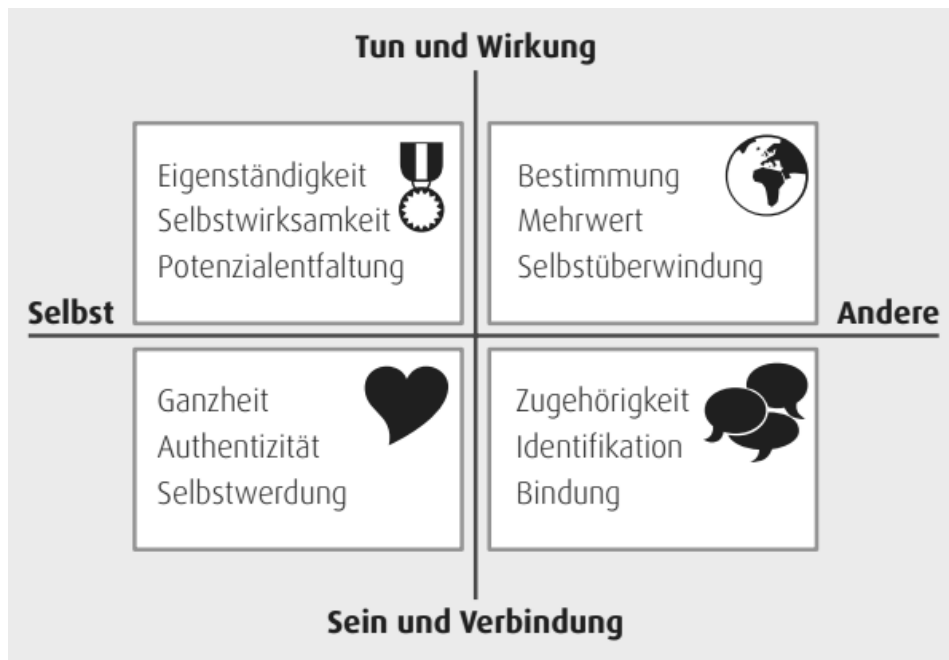 Tun und Wirkung
Eigenständigkeit
Selbstwirksamkeit
Potenzialentfaltung
Bestimmung
Mehrwert
Selbstüberwindung
Selbst
Andere
Ganzheit
Authentizität
Selbstwerdung
Zugehörigkeit
Identifikation
Bindung
Sein und Verbindung